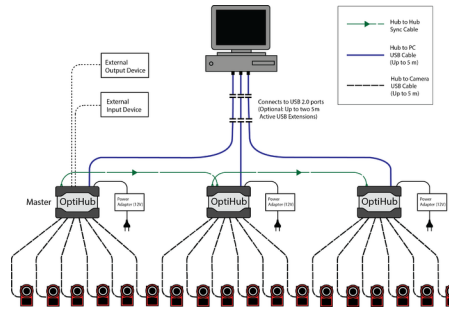 Hub to Hub
Sync Cable
Hub to PC
USB Cable
(Up to 5 m)
Hub to Camera
USB Cable
(Up to 5 m)
External
Output Device
External
Input Device
Connects to USB 2.0 ports
(Optional: Up to two 5m
Active USB Extensions)
Master
OptiHub
Power
Adapter (12V)
OptiHub
Power
Adapter (12V)
OptiHub
Power
Adapter (12V)